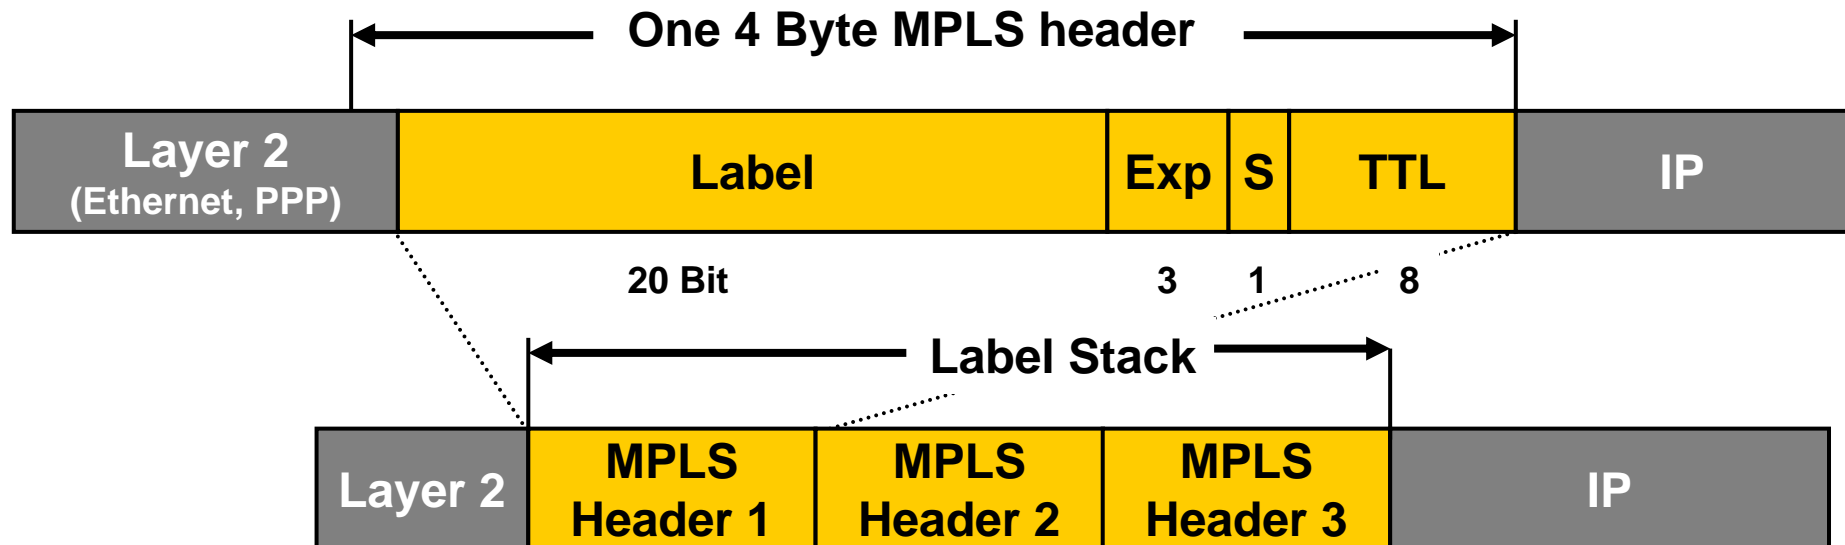 One 4 Byte MPLS header
Layer 2
(Ethernet, PPP)
Label
Exp
S
TTL
IP
20 Bit
3
1
8
Label Stack
Layer 2
MPLS
Header 1
MPLS
Header 2
MPLS
Header 3
IP